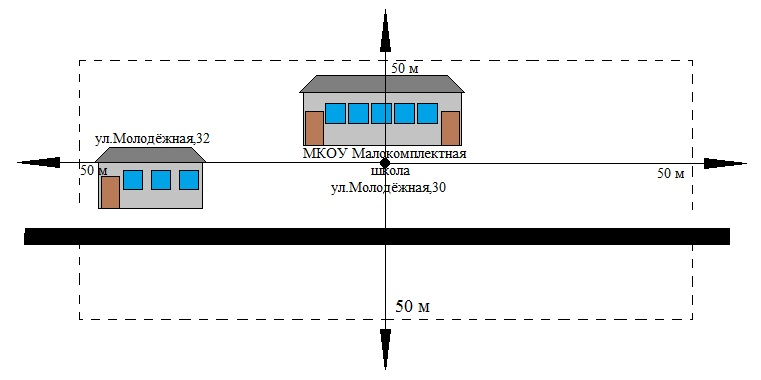 50 м
ул.Молодёжная,32
МКОУ Малокомплектная
школа
ул.Молодёжная,30
50 м
50 м
50 м